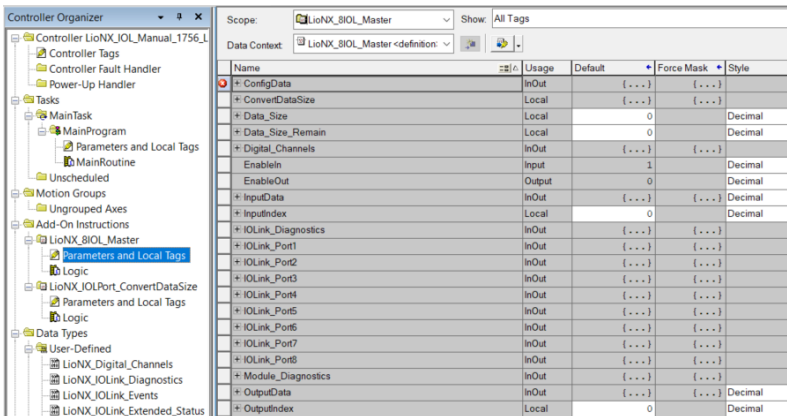 Controller Organizer
Controller LioNX_IOL_Manual_1756_L
Controller Tags
Controller Fault Handler
Power-Up Handler
Tasks
MainTask
MainProgram
Parameters and Local Tags
MainRoutine
Unscheduled
Motion Groups
Ungrouped Axes
Add-On Instructions
LioNX_8IOL_Master
Parameters and Local Tags
Logic
LioNX_IOLPort_ConvertDataSize
Parameters and Local Tags
Logic
Data Types
User-Defined
LioNX_Digital_Channels
LioNX_IOLink_Diagnostics
LioNX_IOLink_Events
LioNX_IOLink_Extended_Status
Scope: LioNX_8IOL_Master Show: All Tags
Data Context: LioNX_8IOL_Master <definition>
Name Usage Default Force Mask Style
+ ConfigData InOut {...} {...}
+ ConvertDataSize Local {...} {...}
+ Data_Size Local 0 Decimal
+ Data_Size_Remain Local 0 Decimal
+ Digital_Channels InOut {...} {...}
EnableIn Input 1 Decimal
EnableOut Output 0 Decimal
+ InputData InOut {...} {...} Decimal
+ InputIndex Local 0 Decimal
+ IOLink_Diagnostics InOut {...} {...}
+ IOLink_Port1 InOut {...} {...}
+ IOLink_Port2 InOut {...} {...}
+ IOLink_Port3 InOut {...} {...}
+ IOLink_Port4 InOut {...} {...}
+ IOLink_Port5 InOut {...} {...}
+ IOLink_Port6 InOut {...} {...}
+ IOLink_Port7 InOut {...} {...}
+ IOLink_Port8 InOut {...} {...}
+ Module_Diagnostics InOut {...} {...}
+ OutputData InOut {...} {...} Decimal
+ OutputIndex Local 0 Decimal